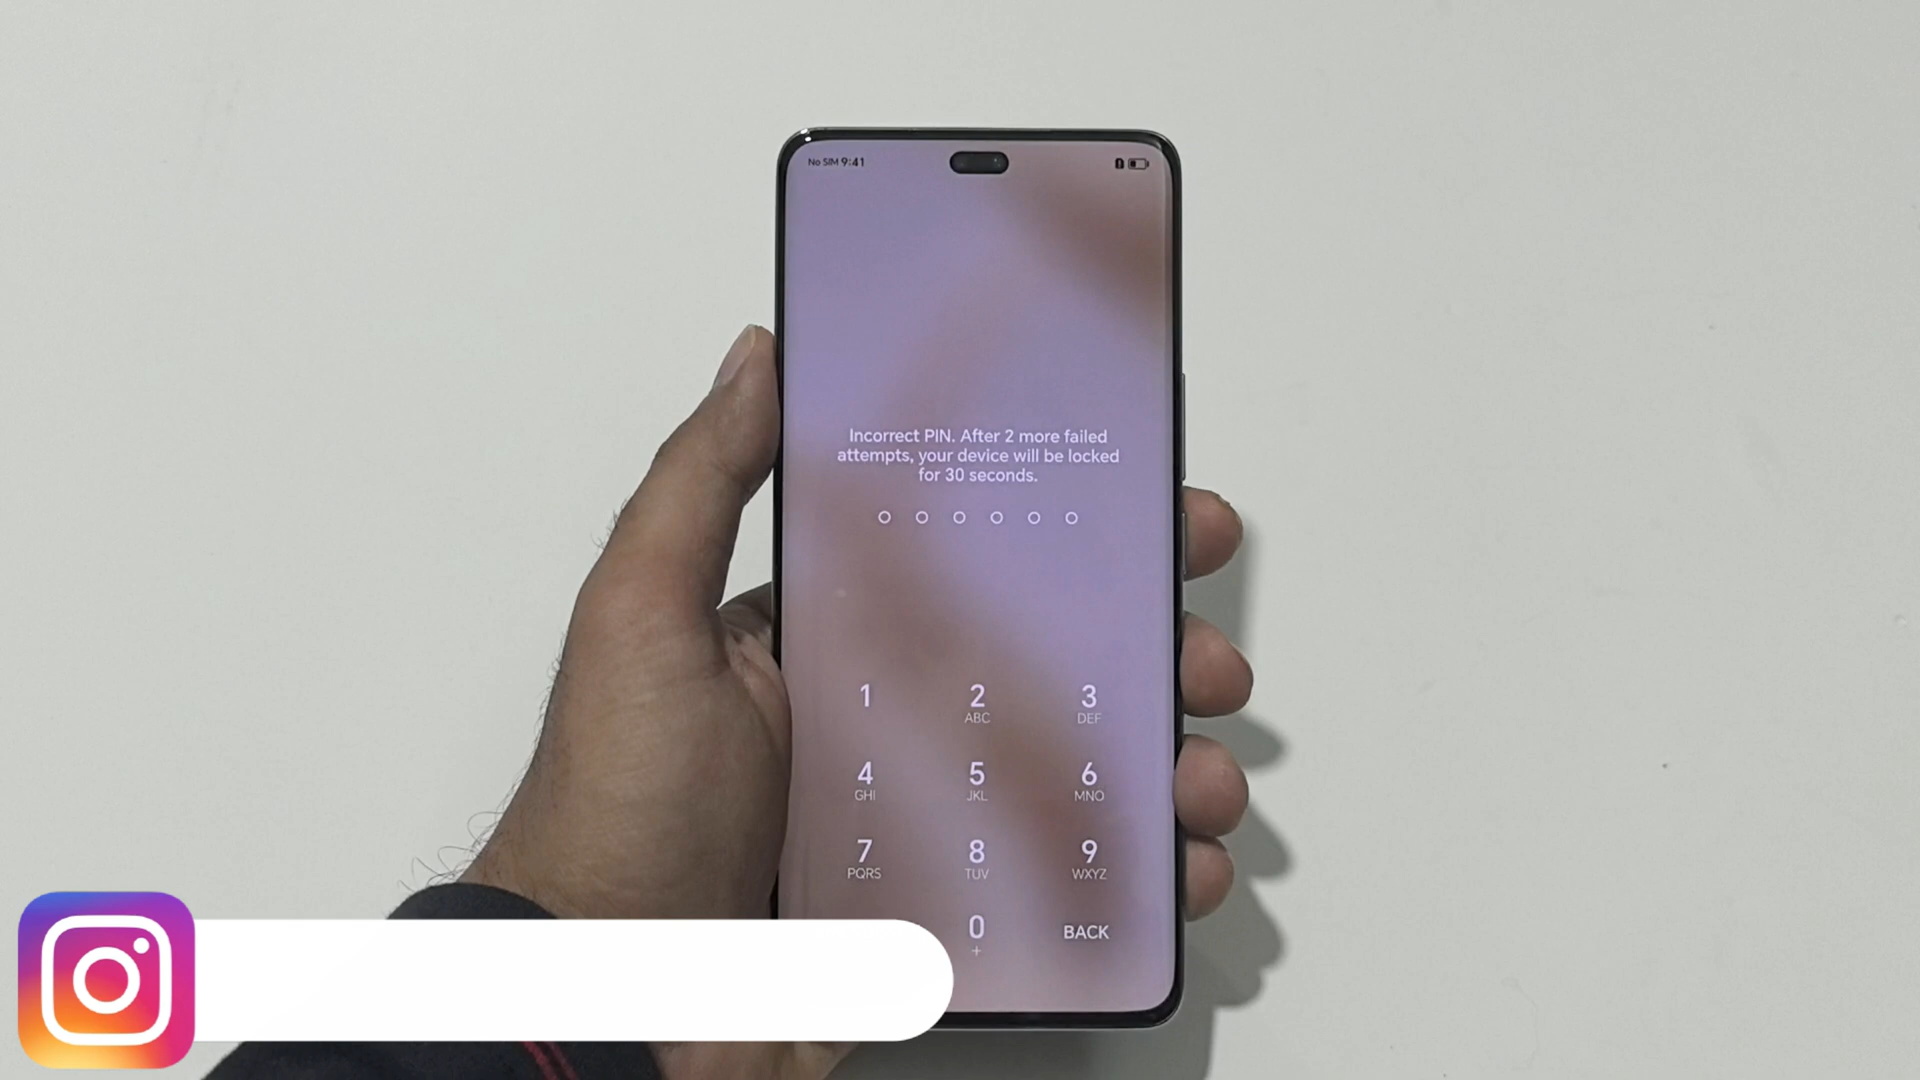 No SIM 9:41
Incorrect PIN. After 2 more failed
attempts, your device will be locked
for 30 seconds.
1
2
3
ABC
DEF
4
5
6
GHI
JKL
MNO
7
8
9
PQRS
TUV
WXYZ
0
BACK
+